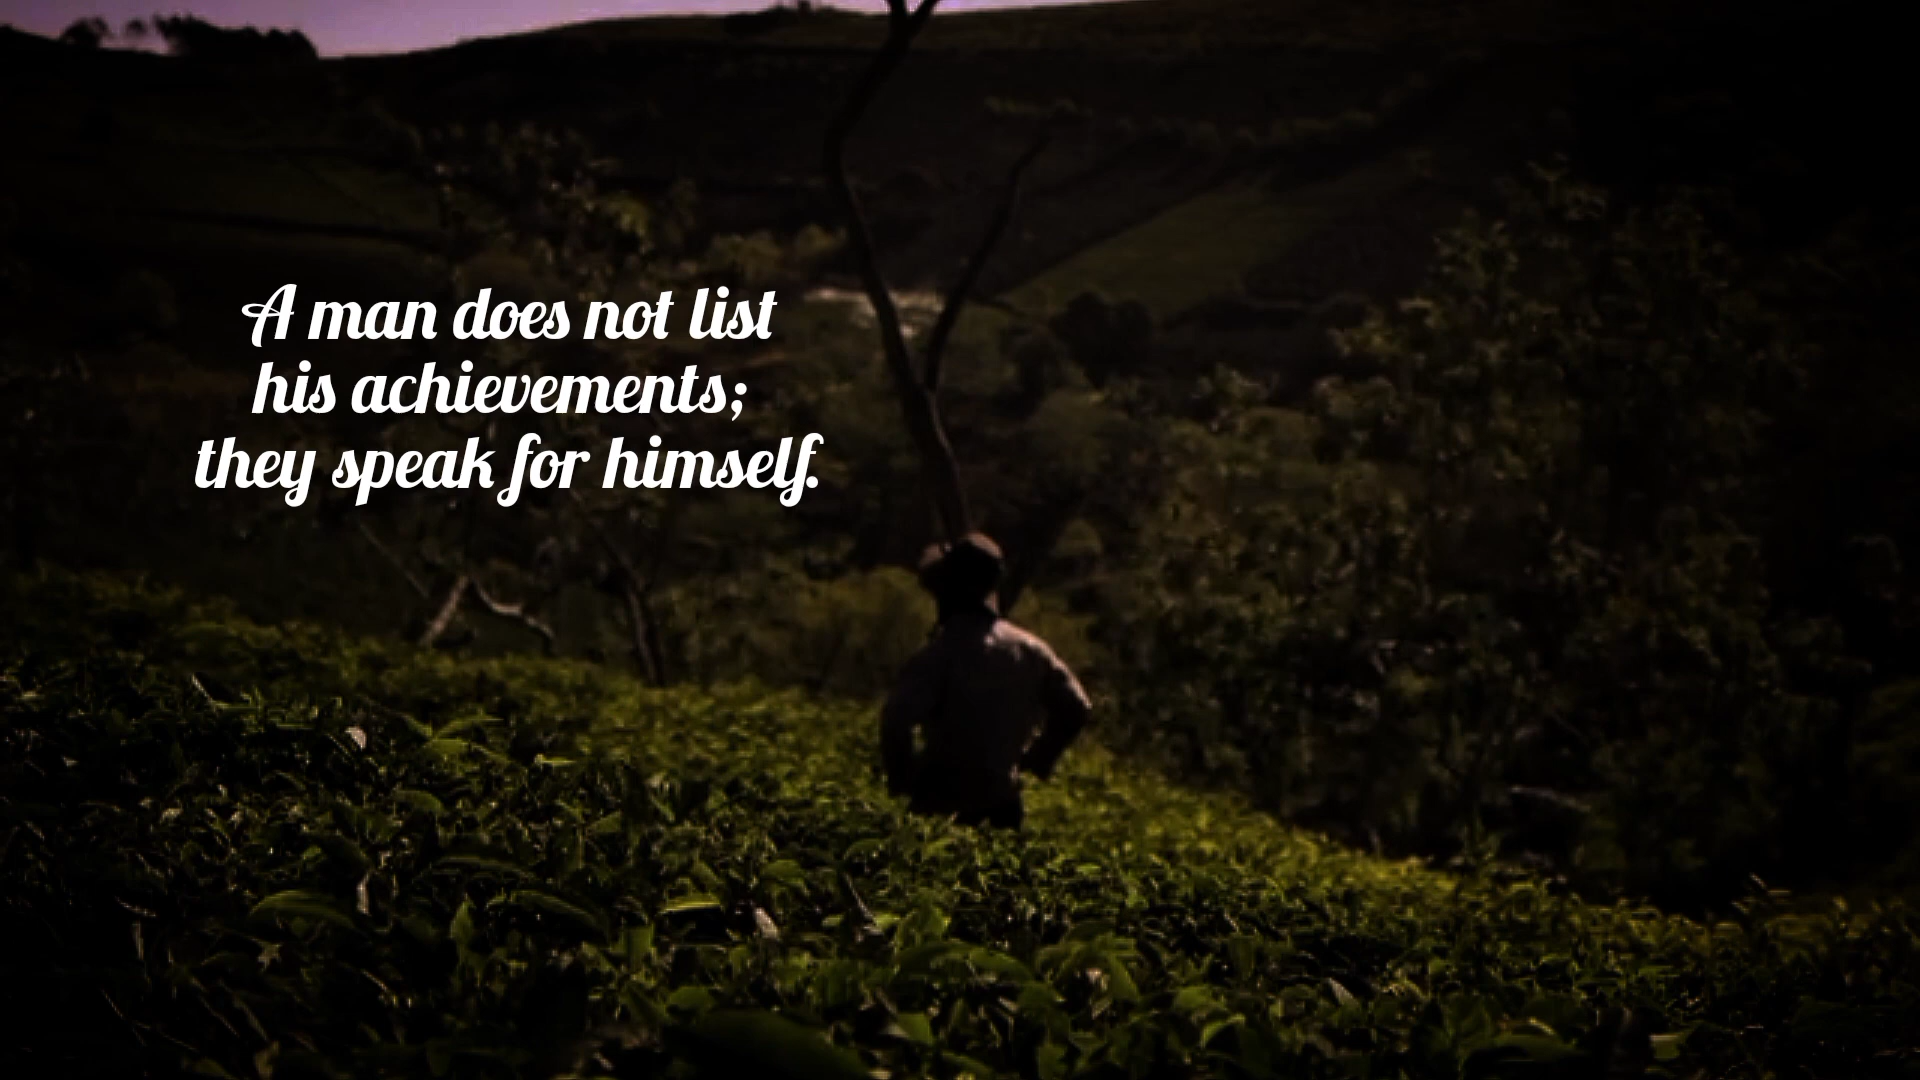 A man does not list
his achievements;
they speak for himself.